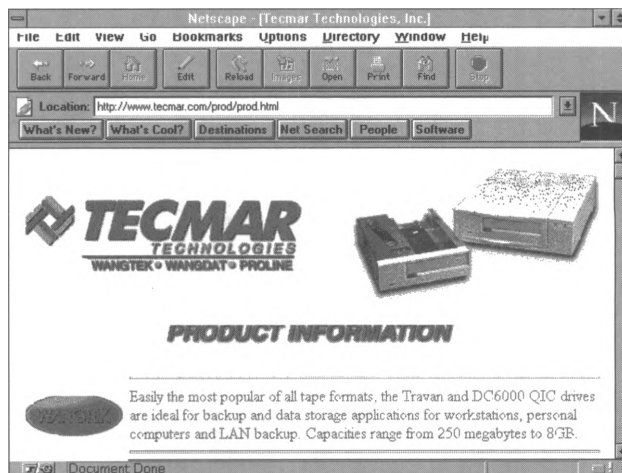 Netscape - [Tecmar Technologies, Inc.]
File Edit View Go Bookmarks Options Directory Window Help
Back Forward Home Edit Reload Images Open Print Find Stop
Location: http://www.tecmar.com/prod/prod.html
N
What's New? What's Cool? Destinations Net Search People Software
TECMAR
TECHNOLOGIES
WANGTEK • WANGDAT • PROLINE
PRODUCT INFORMATION
WANGTEK
Easily the most popular of all tape formats, the Travan and DC6000 QIC drives
are ideal for backup and data storage applications for workstations, personal
computers and LAN backup. Capacities range from 250 megabytes to 8GB.
Document Done